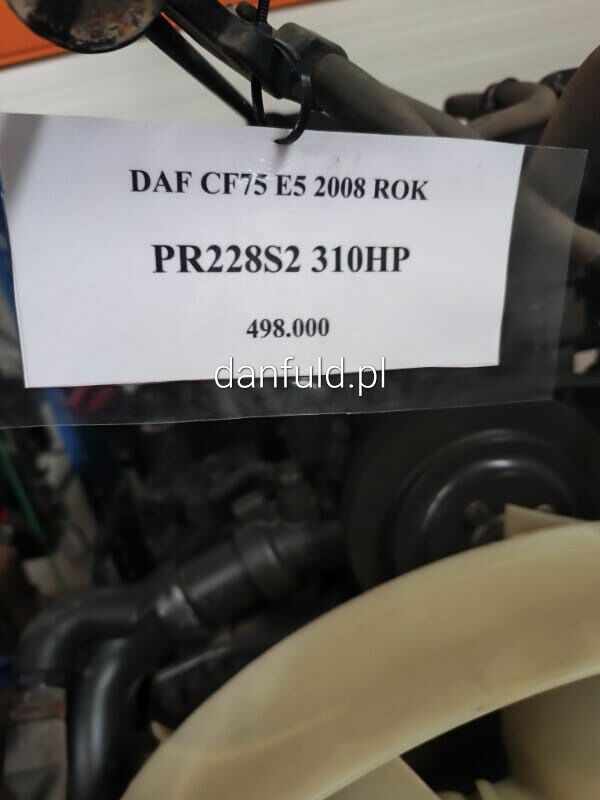 DAF CF75 E5 2008 ROK
PR228S2 310HP
498.000
danfuld.pl